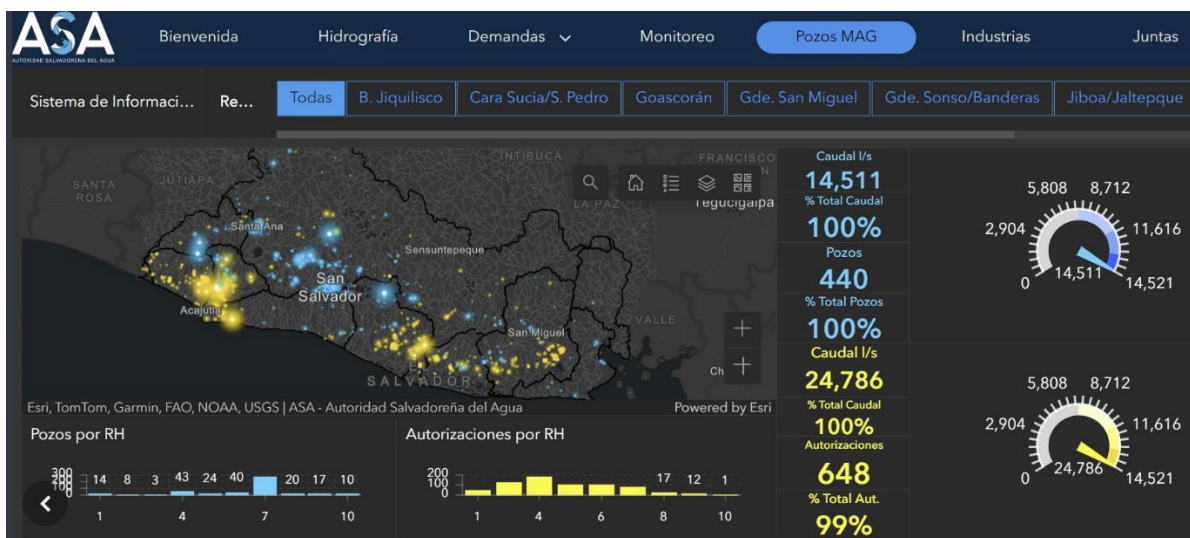 ASA
AUTORIDAD SALVADOREÑA DEL AGUA
Bienvenida
Hidrografía
Demandas
Monitoreo
Pozos MAG
Industrias
Juntas
Sistema de Informaci...
Re...
Todas
B. Jiquilisco
Cara Sucia/S. Pedro
Goascorán
Gde. San Miguel
Gde. Sonso/Banderas
Jiboa/Jaltepque
SANTA
ROSA
JUTIAPA
INTIBUCÁ
FRANCISCO
LA PAZ
Tegucigalpa
Santa Ana
Sensuntepeque
San
Salvador
Acajutla
San Miguel
VALLE
Ch
SALVADOR
Esri, TomTom, Garmin, FAO, NOAA, USGS | ASA - Autoridad Salvadoreña del Agua
Powered by Esri
Caudal l/s
14,511
% Total Caudal
100%
Pozos
440
% Total Pozos
100%
Caudal l/s
24,786
% Total Caudal
100%
Autorizaciones
648
% Total Aut.
99%
5,808 8,712
2,904 11,616
14,511
0 14,521
5,808 8,712
2,904 11,616
24,786
0 14,521
Pozos por RH
300
0
14 8 3 43 24 40 20 17 10
1 4 7 10
Autorizaciones por RH
200
100
0
17 12 1
1 4 6 8 10